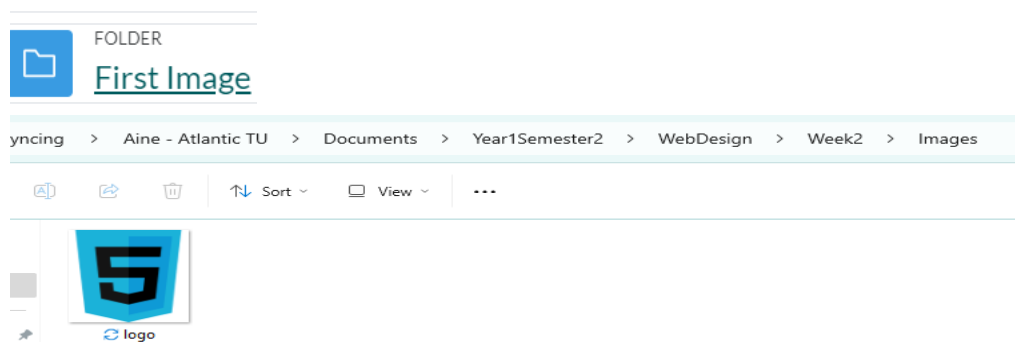 FOLDER
First Image
yncing > Aine - Atlantic TU > Documents > Year1Semester2 > WebDesign > Week2 > Images
Sort View ...
5
logo